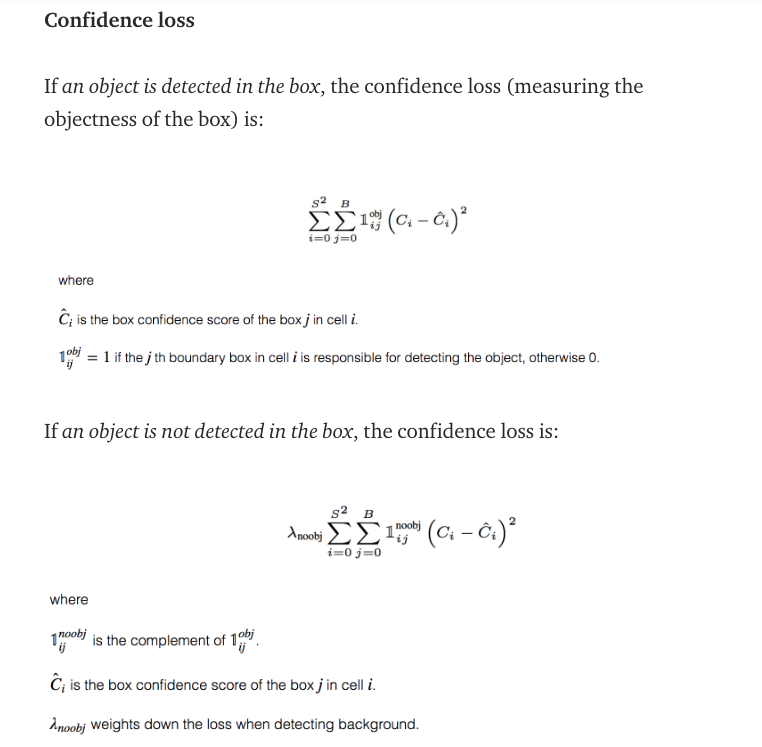 Confidence loss
If an object is detected in the box, the confidence loss (measuring the
objectness of the box) is:
$\sum_{i=0}^{S^2} \sum_{j=0}^{B} \mathbb{1}_{ij}^{\text{obj}} \left( C_i - \hat{C}_i \right)^2$
where
$\hat{C}_i$ is the box confidence score of the box j in cell i.
$\mathbb{1}_{ij}^{obj} = 1$ if the j th boundary box in cell i is responsible for detecting the object, otherwise 0.
If an object is not detected in the box, the confidence loss is:
$\lambda_{\text{noobj}} \sum_{i=0}^{S^2} \sum_{j=0}^{B} \mathbb{1}_{ij}^{\text{noobj}} \left( C_i - \hat{C}_i \right)^2$
where
$\mathbb{1}_{ij}^{noobj}$ is the complement of $\mathbb{1}_{ij}^{obj}$.
$\hat{C}_i$ is the box confidence score of the box j in cell i.
$\lambda_{noobj}$ weights down the loss when detecting background.